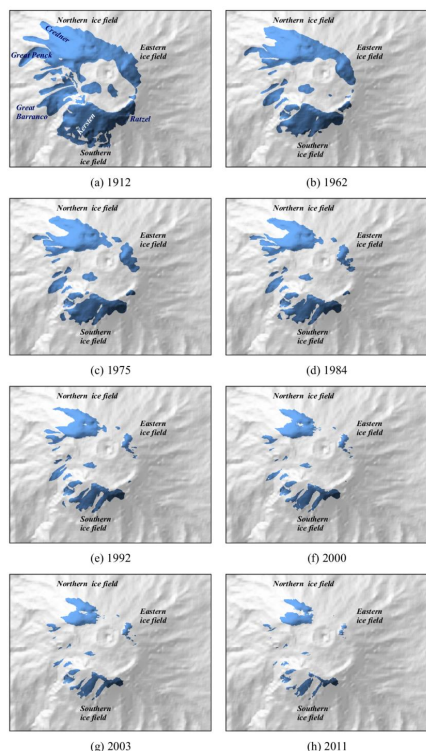 Northern ice field
Credner
Eastern
ice field
Great Penck
Great
Barranco
Kersten
Ratzel
Southern
ice field
(a) 1912
Northern ice field
Eastern
ice field
Southern
ice field
(b) 1962
Northern ice field
Eastern
ice field
Southern
ice field
(c) 1975
Northern ice field
Eastern
ice field
Southern
ice field
(d) 1984
Northern ice field
Eastern
ice field
Southern
ice field
(e) 1992
Northern ice field
Eastern
ice field
Southern
ice field
(f) 2000
Northern ice field
Eastern
ice field
Southern
ice field
(g) 2003
Northern ice field
Eastern
ice field
Southern
ice field
(h) 2011